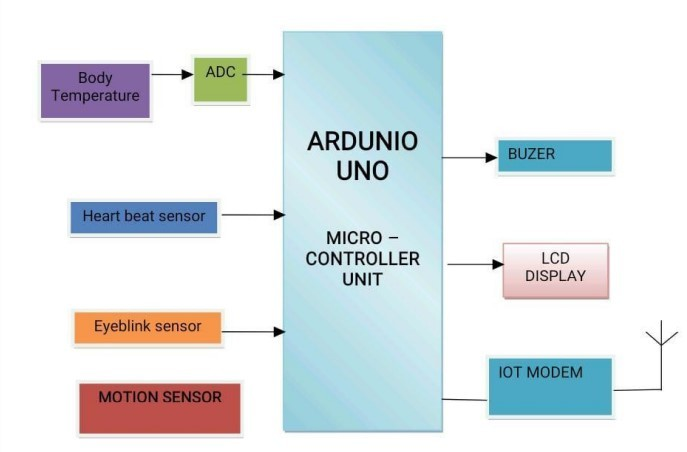 Body
Temperature
ADC
ARDUNIO
UNO
MICRO –
CONTROLLER
UNIT
Heart beat sensor
Eyeblink sensor
MOTION SENSOR
BUZER
LCD
DISPLAY
IOT MODEM